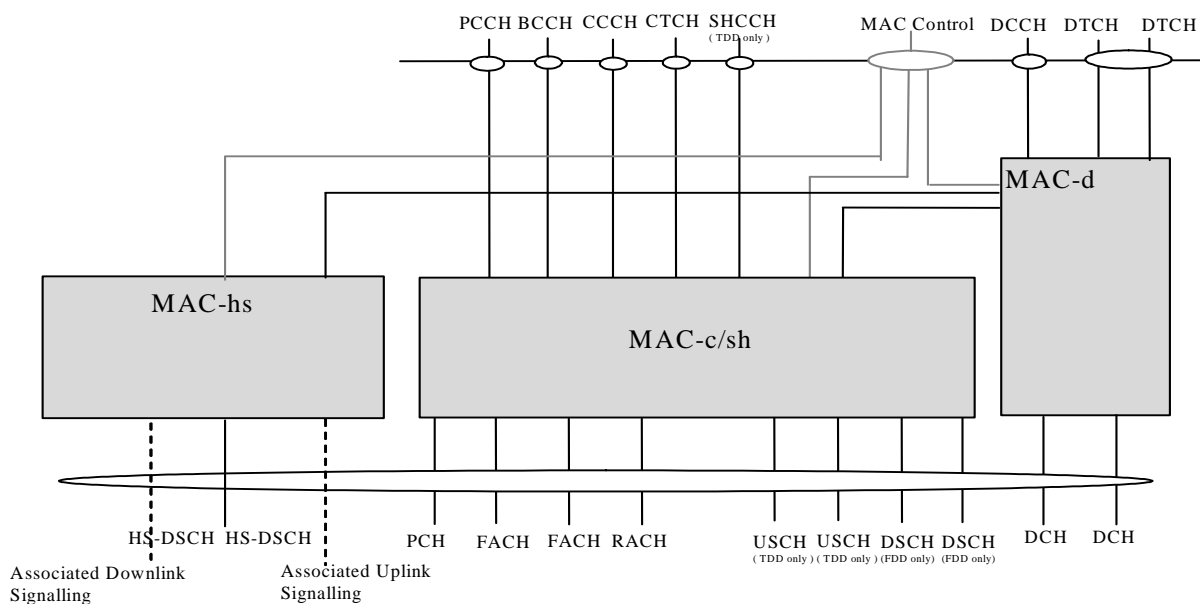 PCCH BCCH CCCH CTCH SHCCH MAC Control DCCH DTCH DTCH
( TDD only )
MAC-d
MAC-hs
MAC-c/sh
HS-DSCH HS-DSCH PCH FACH FACH RACH USCH USCH DSCH DSCH DCH DCH
( TDD only ) ( TDD only ) (FDD only) (FDD only)
Associated Downlink
Signalling
Associated Uplink
Signalling